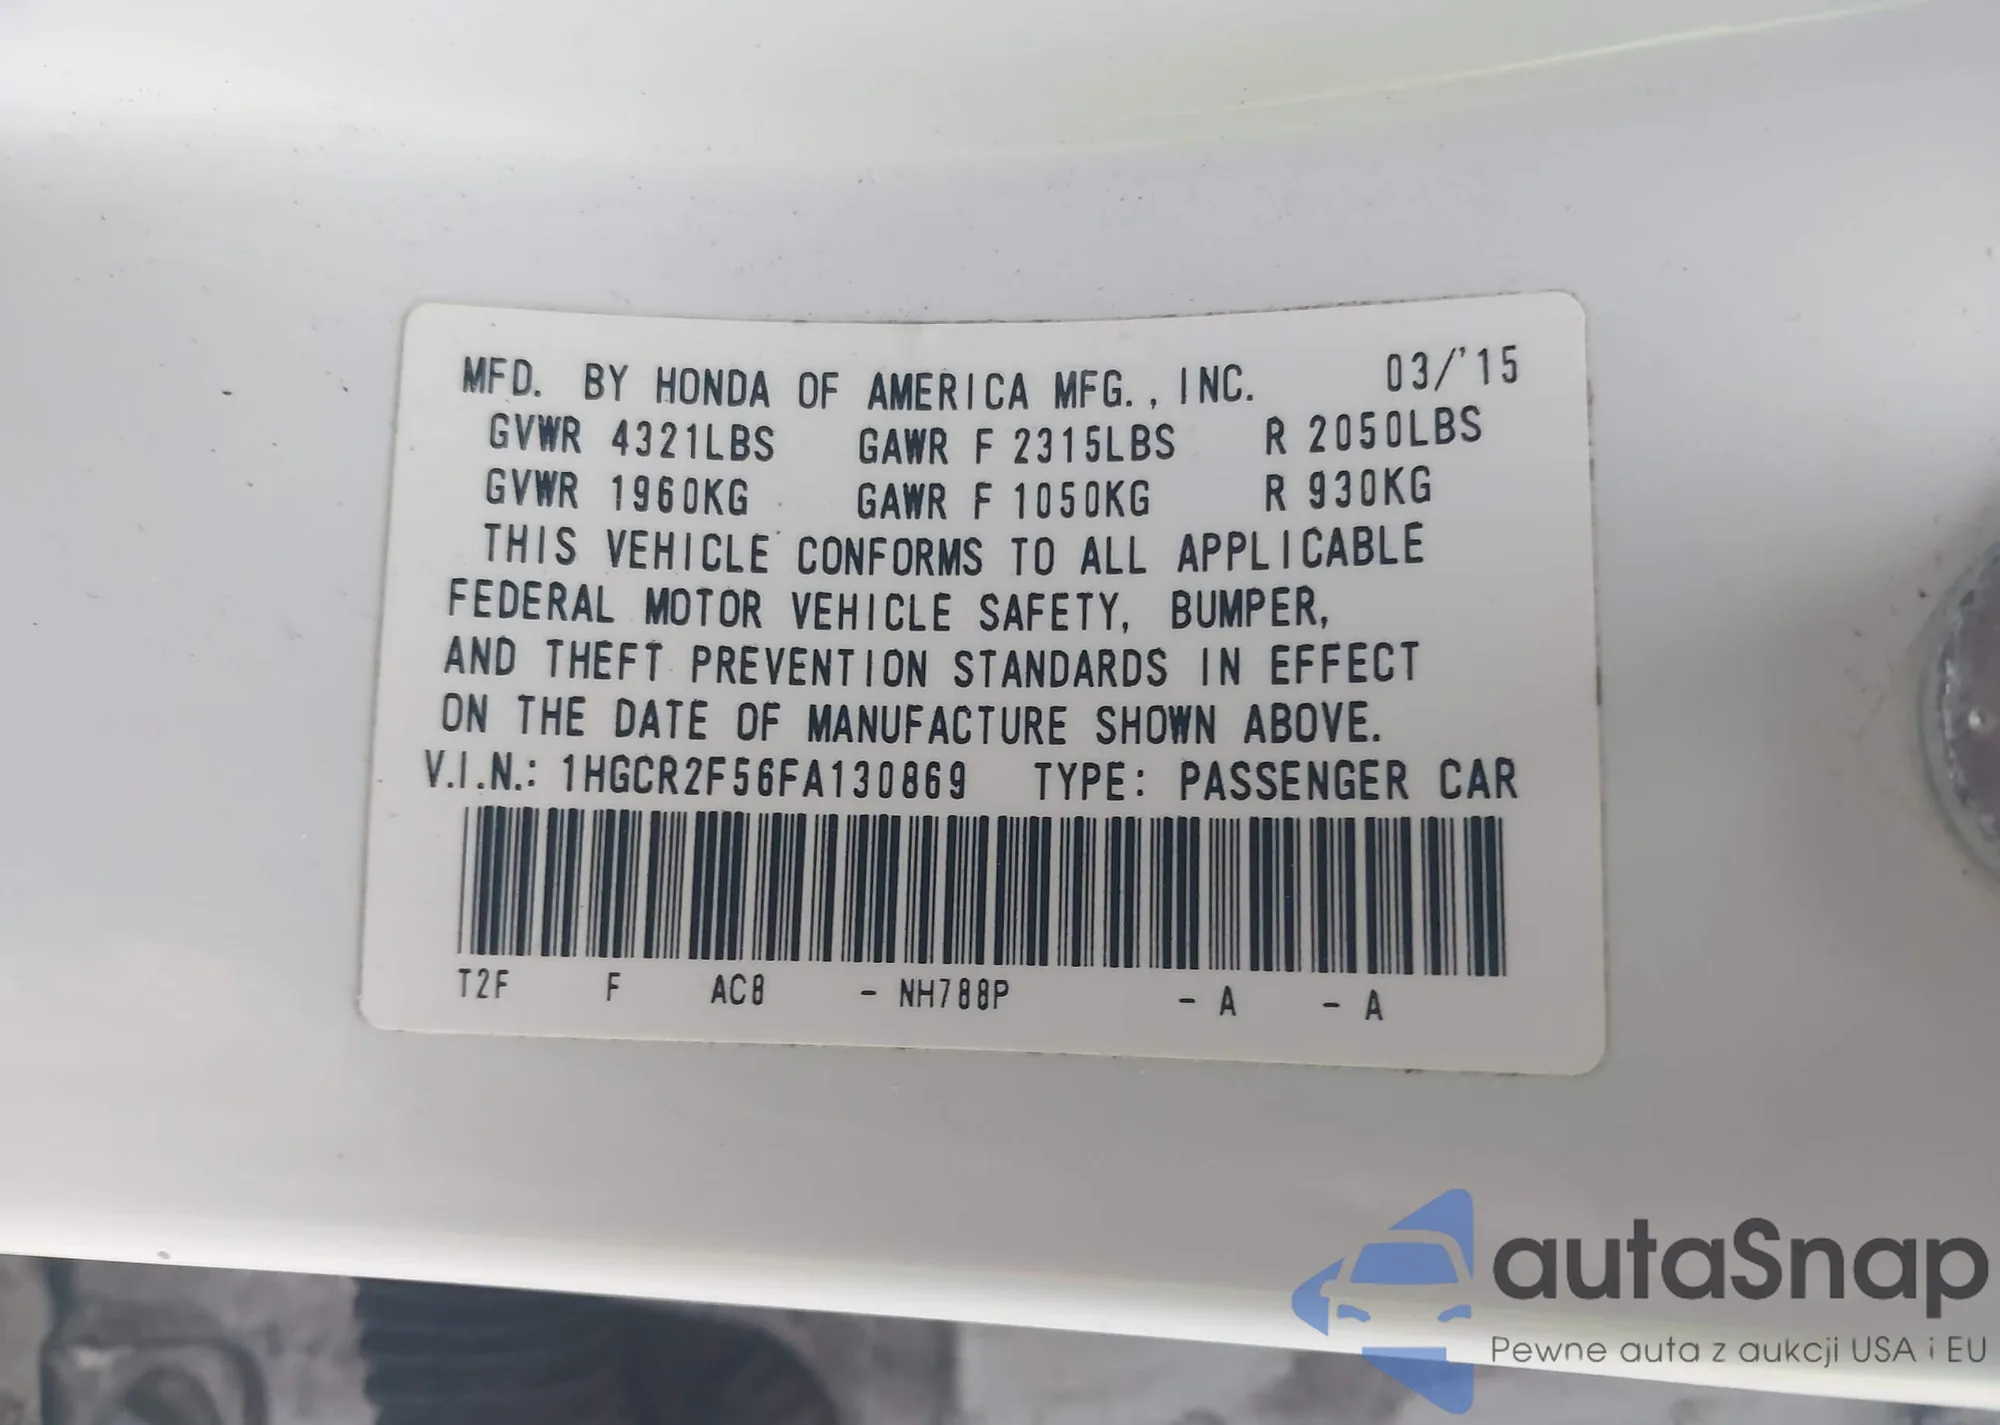 MFD. BY HONDA OF AMERICA MFG., INC. 03/'15
GVWR 4321LBS GAWR F 2315LBS R 2050LBS
GVWR 1960KG GAWR F 1050KG R 930KG
THIS VEHICLE CONFORMS TO ALL APPLICABLE
FEDERAL MOTOR VEHICLE SAFETY, BUMPER,
AND THEFT PREVENTION STANDARDS IN EFFECT
ON THE DATE OF MANUFACTURE SHOWN ABOVE.
V.I.N.: 1HGCR2F56FA130869 TYPE: PASSENGER CAR
T2F F AC8 - NH788P - A - A
autaSnap
Pewne auta z aukcji USA i EU